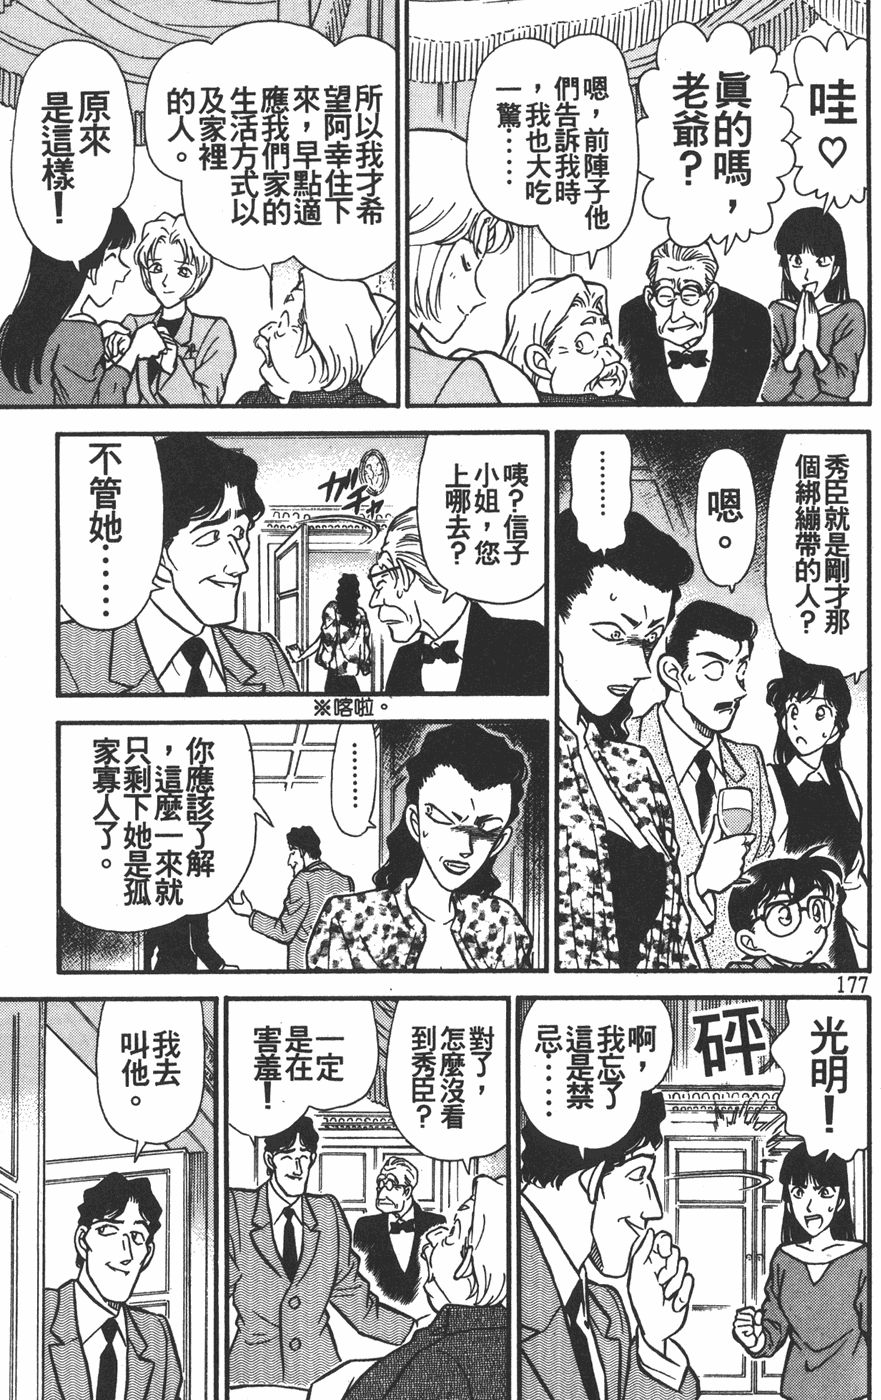 哇♡
真的嗎，
老爺？
嗯，前陣子他
們告訴我時
，我也大吃
一驚……
所以我才希
望阿幸住下
來，早點適
應我們家的
生活方式以
及家裡
的人。
原來
是這樣！
秀臣就是剛才那
個綁繃帶的人？
嗯。
……
咦？信子
小姐，您
上哪去？
ガチャ
不管她……
※喀啦。
……
你應該了解
，這麼一來就
只剩下她是孤
家寡人了。
177
光明！
砰
啊，
我忘了
這是禁
忌……
對了，
怎麼沒看
到秀臣？
一定
是在
害羞！
我去
叫他。